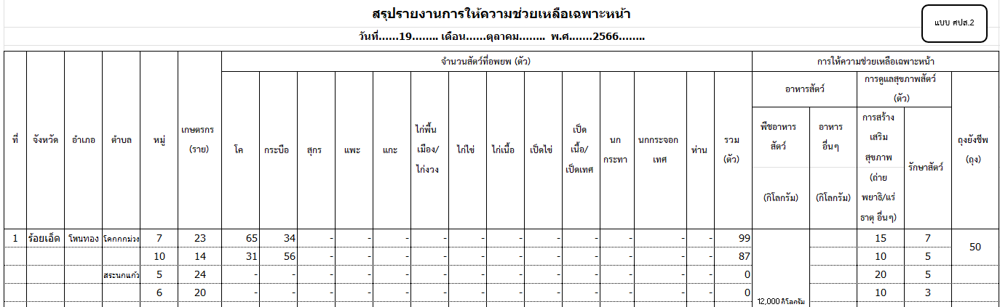 สรุปรายงานการให้ความช่วยเหลือเฉพาะหน้า
แบบ ศปส.2
วันที่......19........ เดือน......ตุลาคม........ พ.ศ.......2566........
ที่ จังหวัด อำเภอ ตำบล หมู่ เกษตรกร (ราย) จำนวนสัตว์ที่อพยพ (ตัว) การให้ความช่วยเหลือเฉพาะหน้า
โค กระบือ สุกร แพะ แกะ ไก่พื้นเมือง/ไก่งวง ไก่ไข่ ไก่เนื้อ เป็ดไข่ เป็ดเนื้อ/เป็ดเทศ นกกระทา นกกระจอกเทศ ห่าน รวม (ตัว)
อาหารสัตว์ การดูแลสุขภาพสัตว์ (ตัว) ถุงยังชีพ (ถุง)
พืชอาหารสัตว์ (กิโลกรัม) อาหารอื่นๆ (กิโลกรัม) การสร้างเสริมสุขภาพ (ถ่ายพยาธิ/แร่ธาตุ อื่นๆ) รักษาสัตว์
1 ร้อยเอ็ด โพนทอง โคกกกม่วง 7 23 65 34 - - - - - - - - - - - 99 15 7 50
10 14 31 56 - - - - - - - - - - - 87 10 5
สระนกแก้ว 5 24 - - - - - - - - - - - - - 0 20 5
6 20 - - - - - - - - - - - - - 0 10 3
12,000 กิโลกรัม